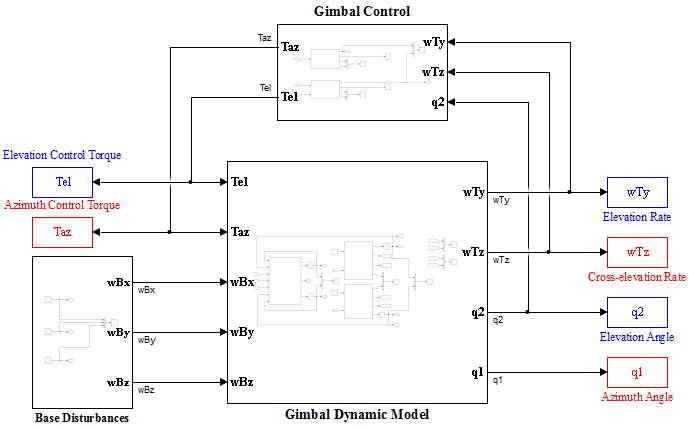 Gimbal Control
Taz
Taz
wTy
wTz
Tel
Tel
q2
Elevation Control Torque
Tel
Azimuth Control Torque
Taz
Tel
Taz
wBx
wBy
wBz
wTy
wTz
q2
q1
wTy
wTz
q2
q1
wTy
Elevation Rate
wTz
Cross-elevation Rate
q2
Elevation Angle
q1
Azimuth Angle
wBx
wBx
wBy
wBy
wBz
wBz
Base Disturbances
Gimbal Dynamic Model